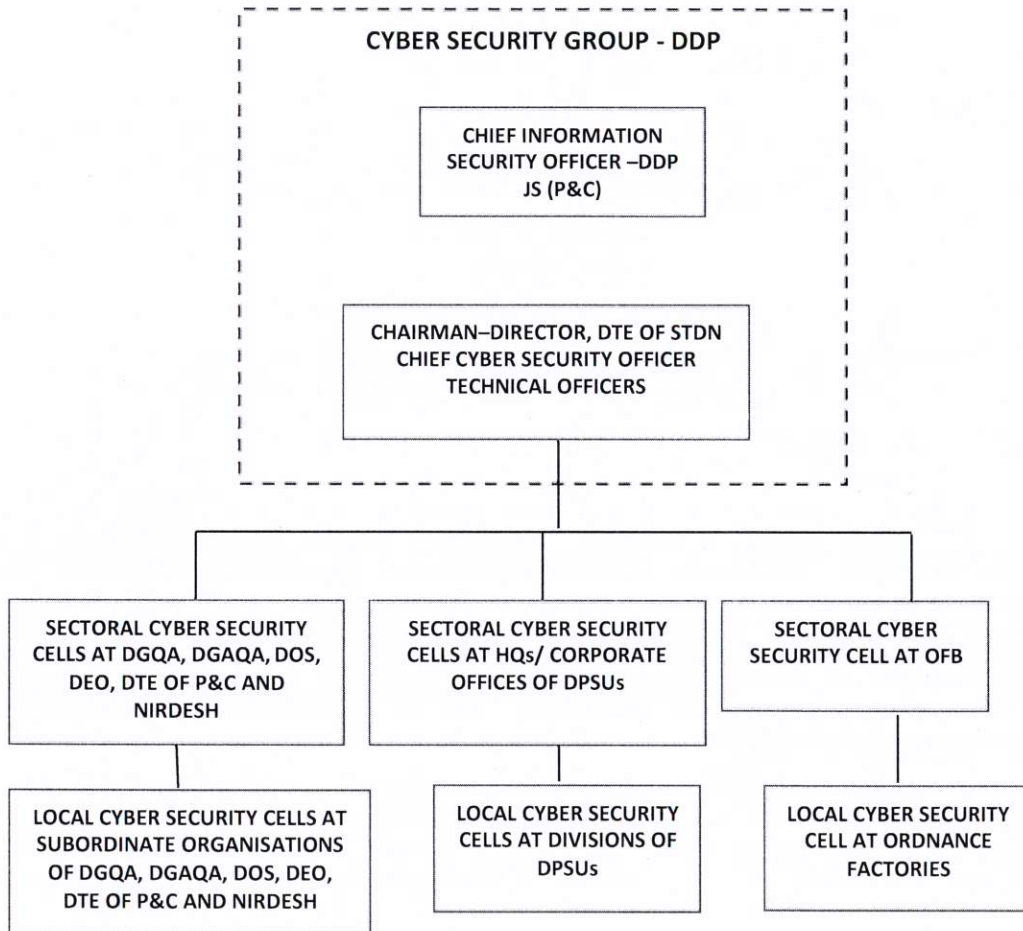 CYBER SECURITY GROUP - DDP
CHIEF INFORMATION
SECURITY OFFICER –DDP
JS (P&C)
CHAIRMAN–DIRECTOR, DTE OF STDN
CHIEF CYBER SECURITY OFFICER
TECHNICAL OFFICERS
SECTORAL CYBER SECURITY
CELLS AT DGQA, DGAQA, DOS,
DEO, DTE OF P&C AND
NIRDESH
SECTORAL CYBER SECURITY
CELLS AT HQs/ CORPORATE
OFFICES OF DPSUs
SECTORAL CYBER
SECURITY CELL AT OFB
LOCAL CYBER SECURITY CELLS AT
SUBORDINATE ORGANISATIONS
OF DGQA, DGAQA, DOS, DEO,
DTE OF P&C AND NIRDESH
LOCAL CYBER SECURITY
CELLS AT DIVISIONS OF
DPSUs
LOCAL CYBER SECURITY
CELL AT ORDNANCE
FACTORIES